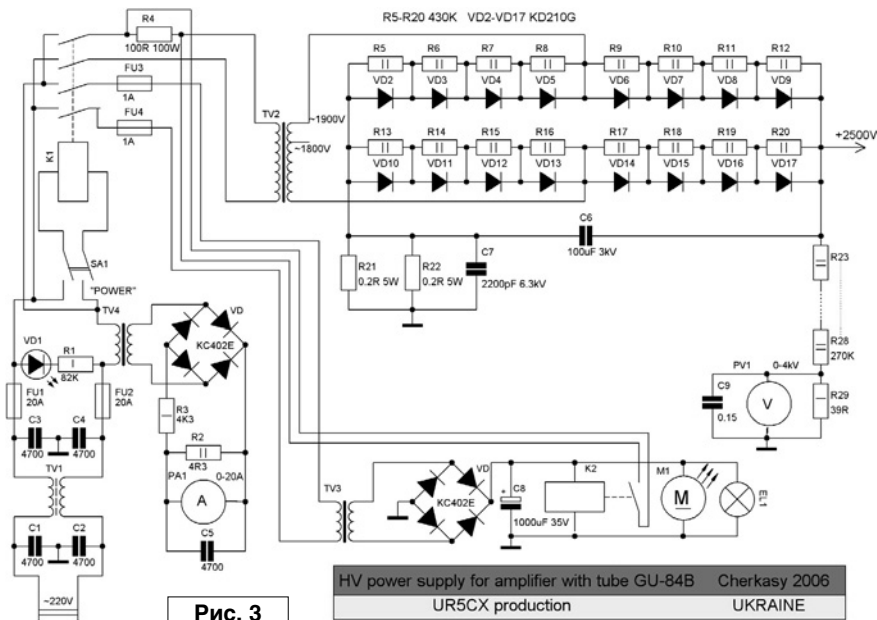 R5-R20 430K VD2-VD17 KD210G
R4
100R 100W
FU3
1A
FU4
1A
K1
TV2
~1900V
~1800V
R5 R6 R7 R8 R9 R10 R11 R12
VD2 VD3 VD4 VD5 VD6 VD7 VD8 VD9
R13 R14 R15 R16 R17 R18 R19 R20
VD10 VD11 VD12 VD13 VD14 VD15 VD16 VD17
+2500V
C6
100uF 3kV
R21
0.2R 5W
R22
0.2R 5W
C7
2200pF 6.3kV
R23
R28
270K
PV1 0-4kV
C9
0.15
V
R29
39R
SA1
"POWER"
TV4
VD
KC402E
VD1
R1
82K
FU1
20A
FU2
20A
C3
4700
C4
4700
R3
4K3
R2
4R3
PA1 0-20A
A
C5
4700
TV1
C1
4700
C2
4700
~220V
TV3
VD
KC402E
+
C8
1000uF 35V
K2
M1
M
EL1
HV power supply for amplifier with tube GU-84B Cherkasy 2006
UR5CX production UKRAINE
Рис. 3